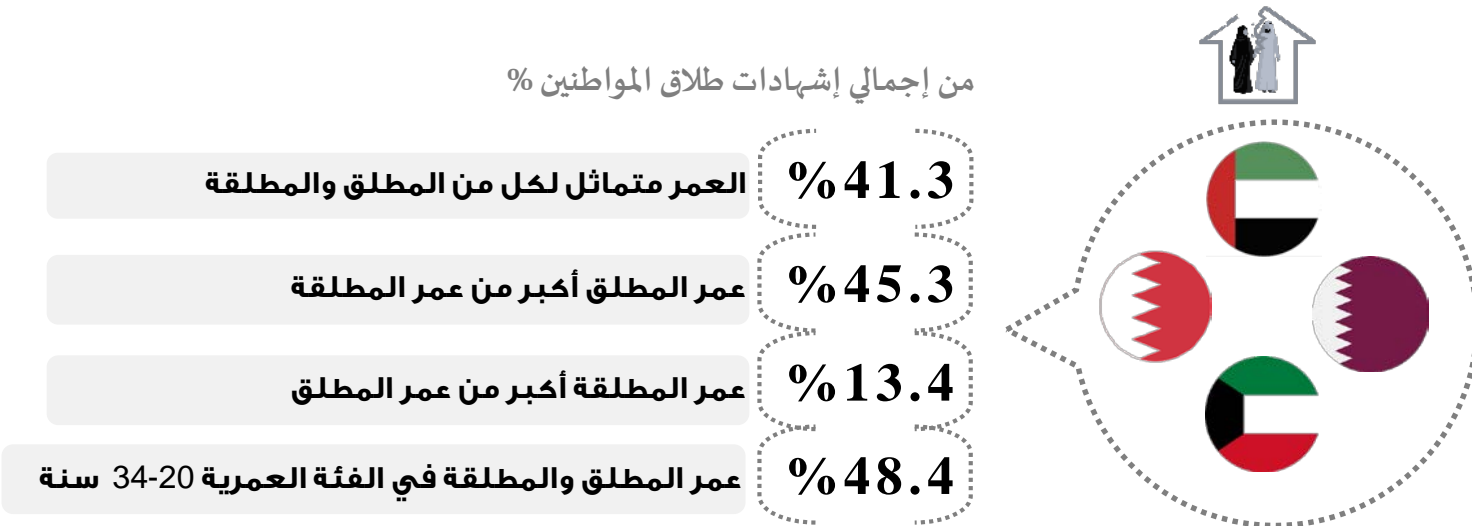 من إجمالي إشهادات طلاق المواطنين %
%41.3 العمر متماثل لكل من المطلق والمطلقة
%45.3 عمر المطلق أكبر من عمر المطلقة
%13.4 عمر المطلقة أكبر من عمر المطلق
%48.4 عمر المطلق والمطلقة في الفئة العمرية 20-34 سنة